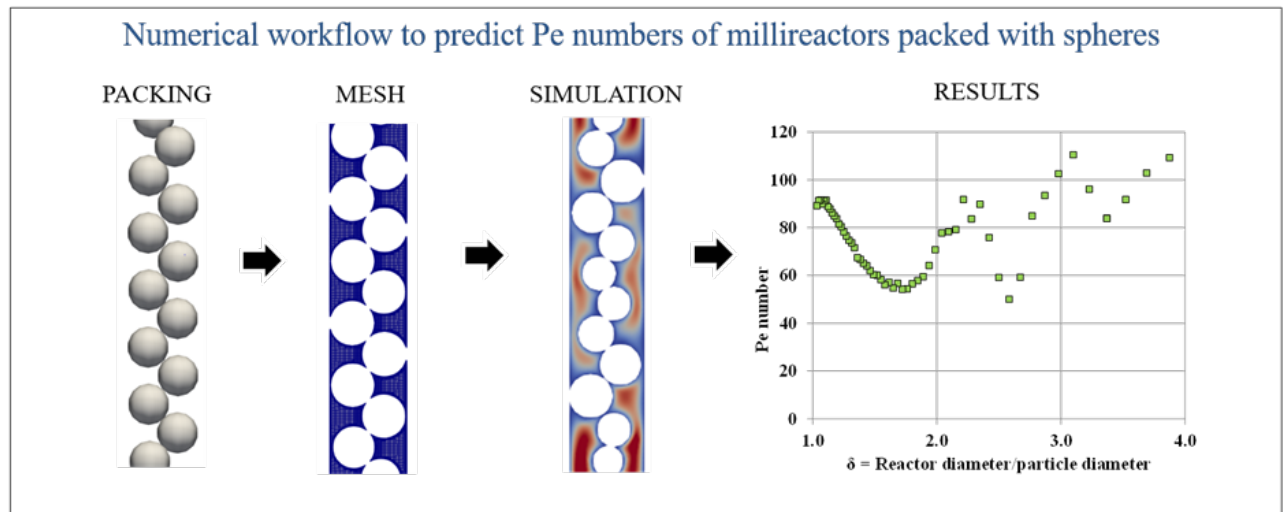 Numerical workflow to predict Pe numbers of millireactors packed with spheres
PACKING
MESH
SIMULATION
RESULTS
Pe number
120
100
80
60
40
20
0
1.0 2.0 3.0 4.0
δ = Reactor diameter/particle diameter